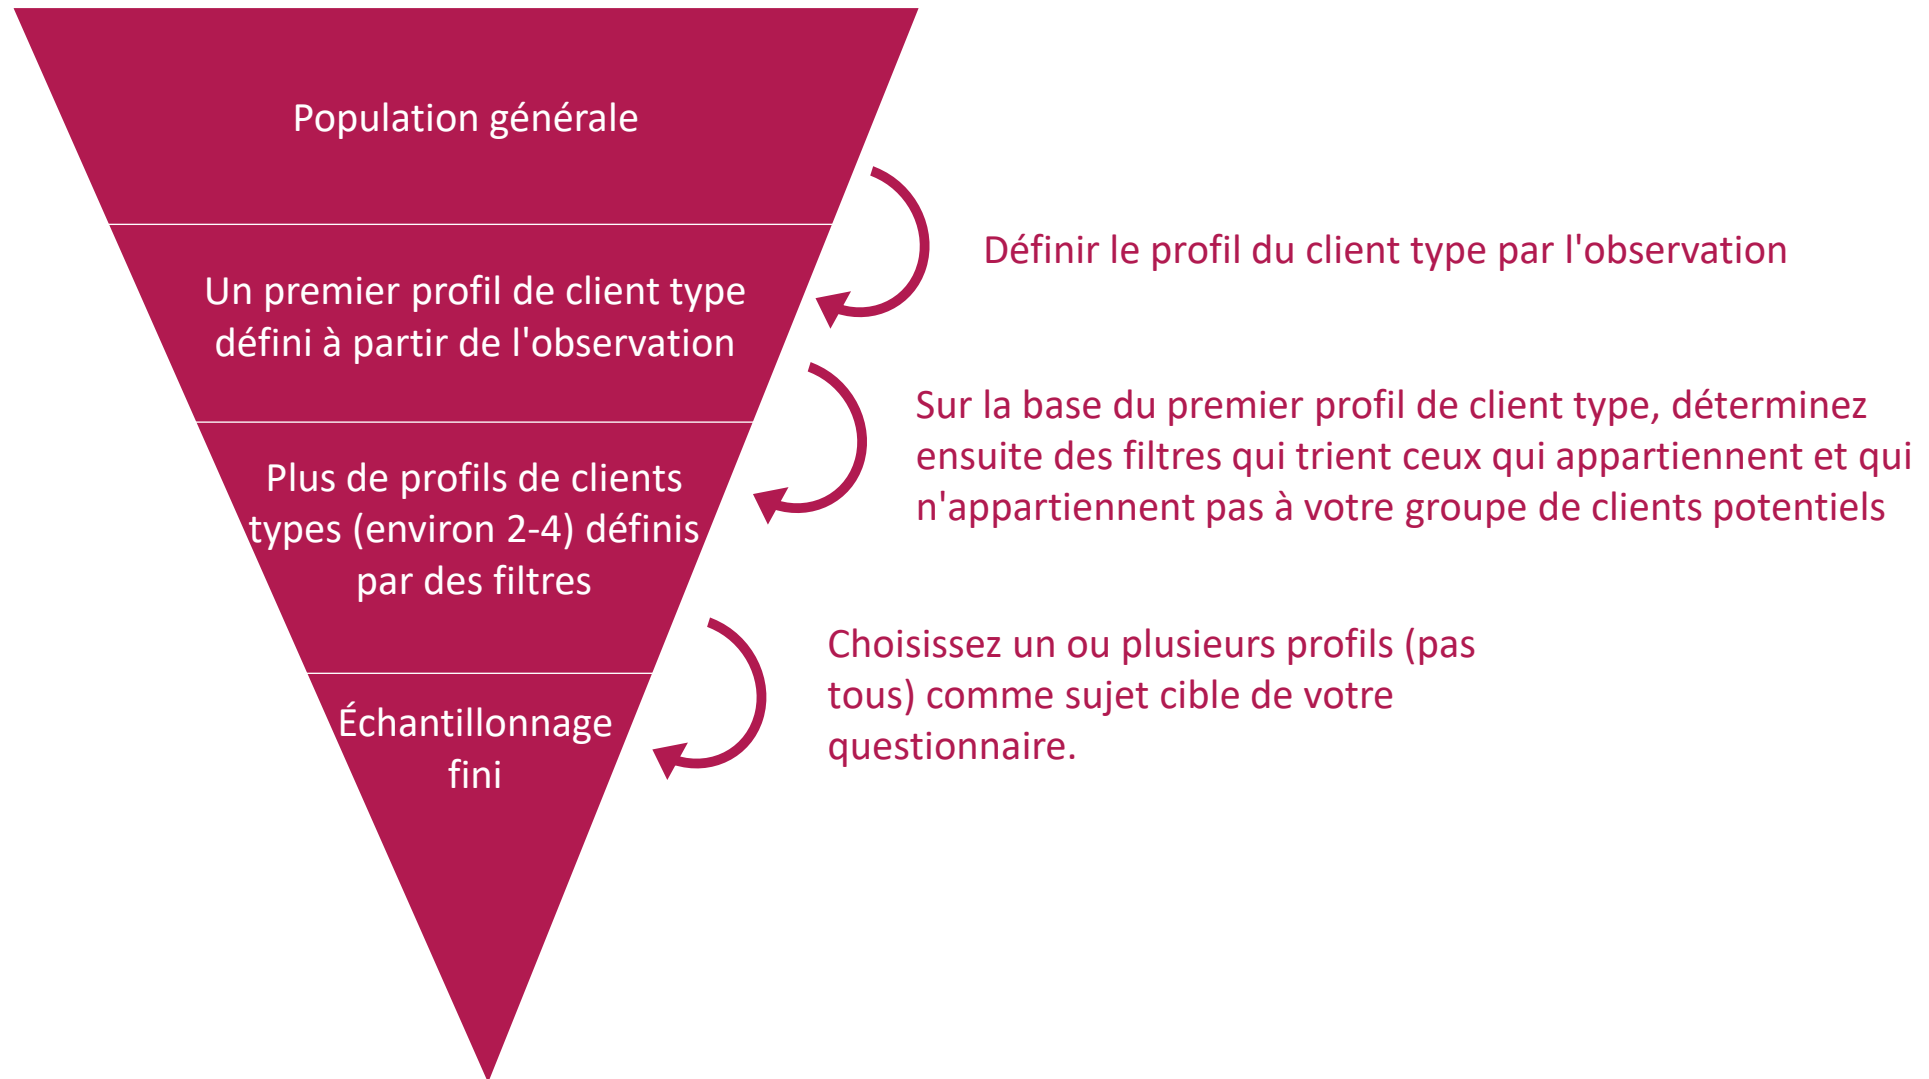 Population générale
Définir le profil du client type par l'observation
Un premier profil de client type
défini à partir de l'observation
Sur la base du premier profil de client type, déterminez
ensuite des filtres qui trient ceux qui appartiennent et qui
n'appartiennent pas à votre groupe de clients potentiels
Plus de profils de clients
types (environ 2-4) définis
par des filtres
Choisissez un ou plusieurs profils (pas
tous) comme sujet cible de votre
questionnaire.
Échantillonnage
fini